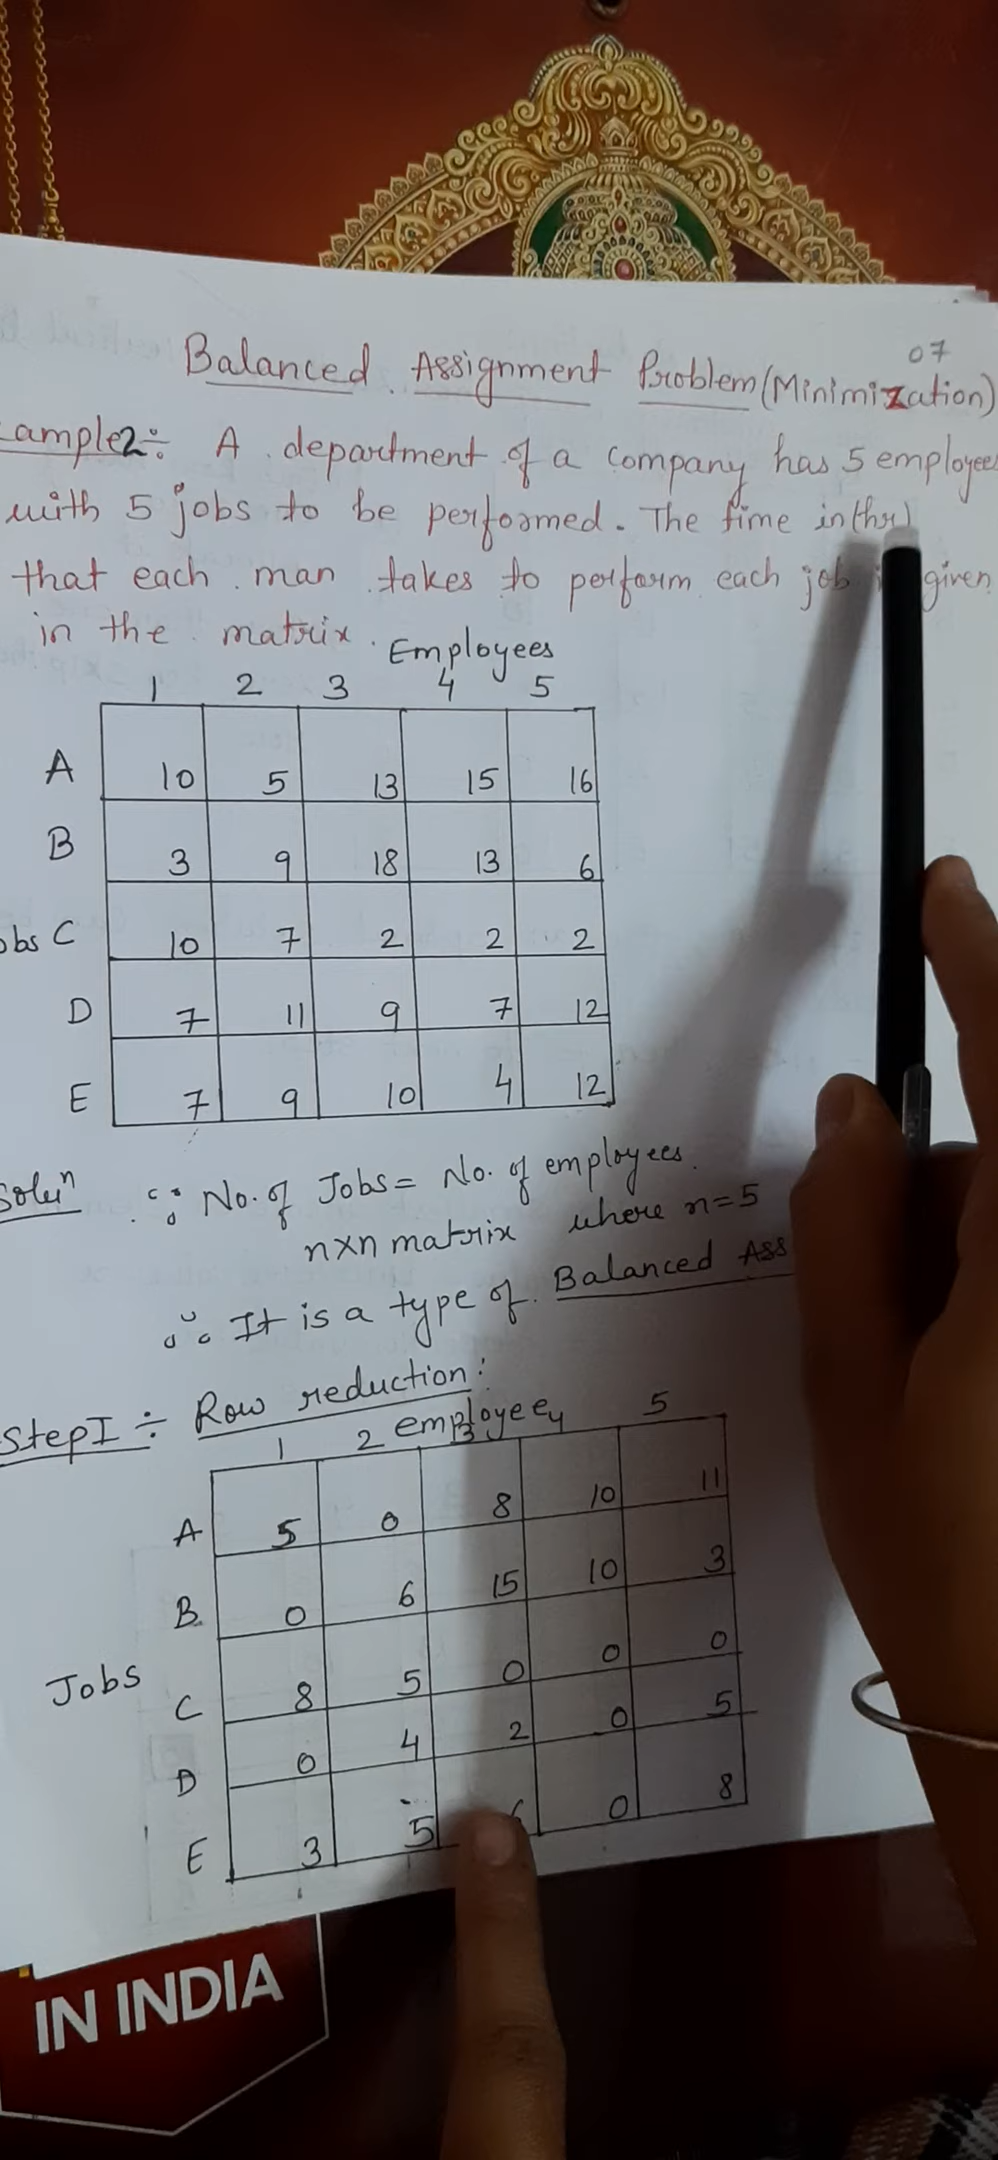 07
Balanced Assignment Problem (Minimization)
ample2÷ A department of a company has 5 employees
with 5 jobs to be performed. The time in (hr)
that each man takes to perform each job given
in the matrix. Employees
1 2 3 4 5
A 10 5 13 15 16
B 3 9 18 13 6
obs C 10 7 2 2 2
D 7 11 9 7 12
E 7 9 10 4 12
Soluⁿ ∵ No. of Jobs = No. of employees.
n×n matrix where n=5
∴ It is a type of Balanced Ass
Step I ÷ Row reduction:
employee
1 2 3 4 5
A 5 0 8 10 11
B. 0 6 15 10 3
Jobs C 8 5 0 0 0
D 0 4 2 0 5
E 3 5 0 8
IN INDIA